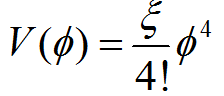 V(ϕ) = ξ/4! ϕ⁴